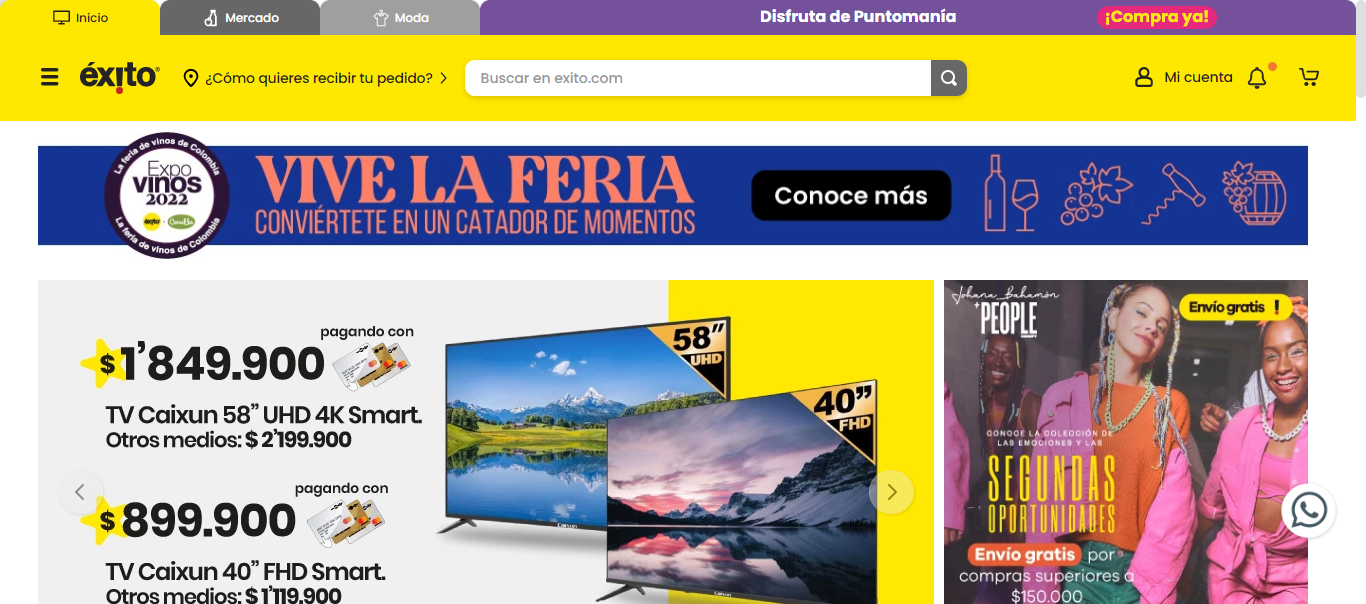 Inicio
Mercado
Moda
Disfruta de Puntomanía
¡Compra ya!
éxito
¿Cómo quieres recibir tu pedido?
Buscar en exito.com
Mi cuenta
La feria de vinos de Colombia
Expo
vinos
2022
éxito
Carulla
La feria de vinos de Colombia
VIVE LA FERIA
CONVIÉRTETE EN UN CATADOR DE MOMENTOS
Conoce más
pagando con
$1'849.900
TV Caixun 58” UHD 4K Smart.
Otros medios: $ 2'199.900
pagando con
$899.900
TV Caixun 40” FHD Smart.
Otros medios: $ 1'119.900
58”
UHD
40”
FHD
Caixun
Caixun
Johana_Bahamón
+PEOPLE
Envío gratis !
CONOCE LA COLECCIÓN DE
LAS EMOCIONES Y LAS
SEGUNDAS
OPORTUNIDADES
Envío gratis por
compras superiores a
$150.000